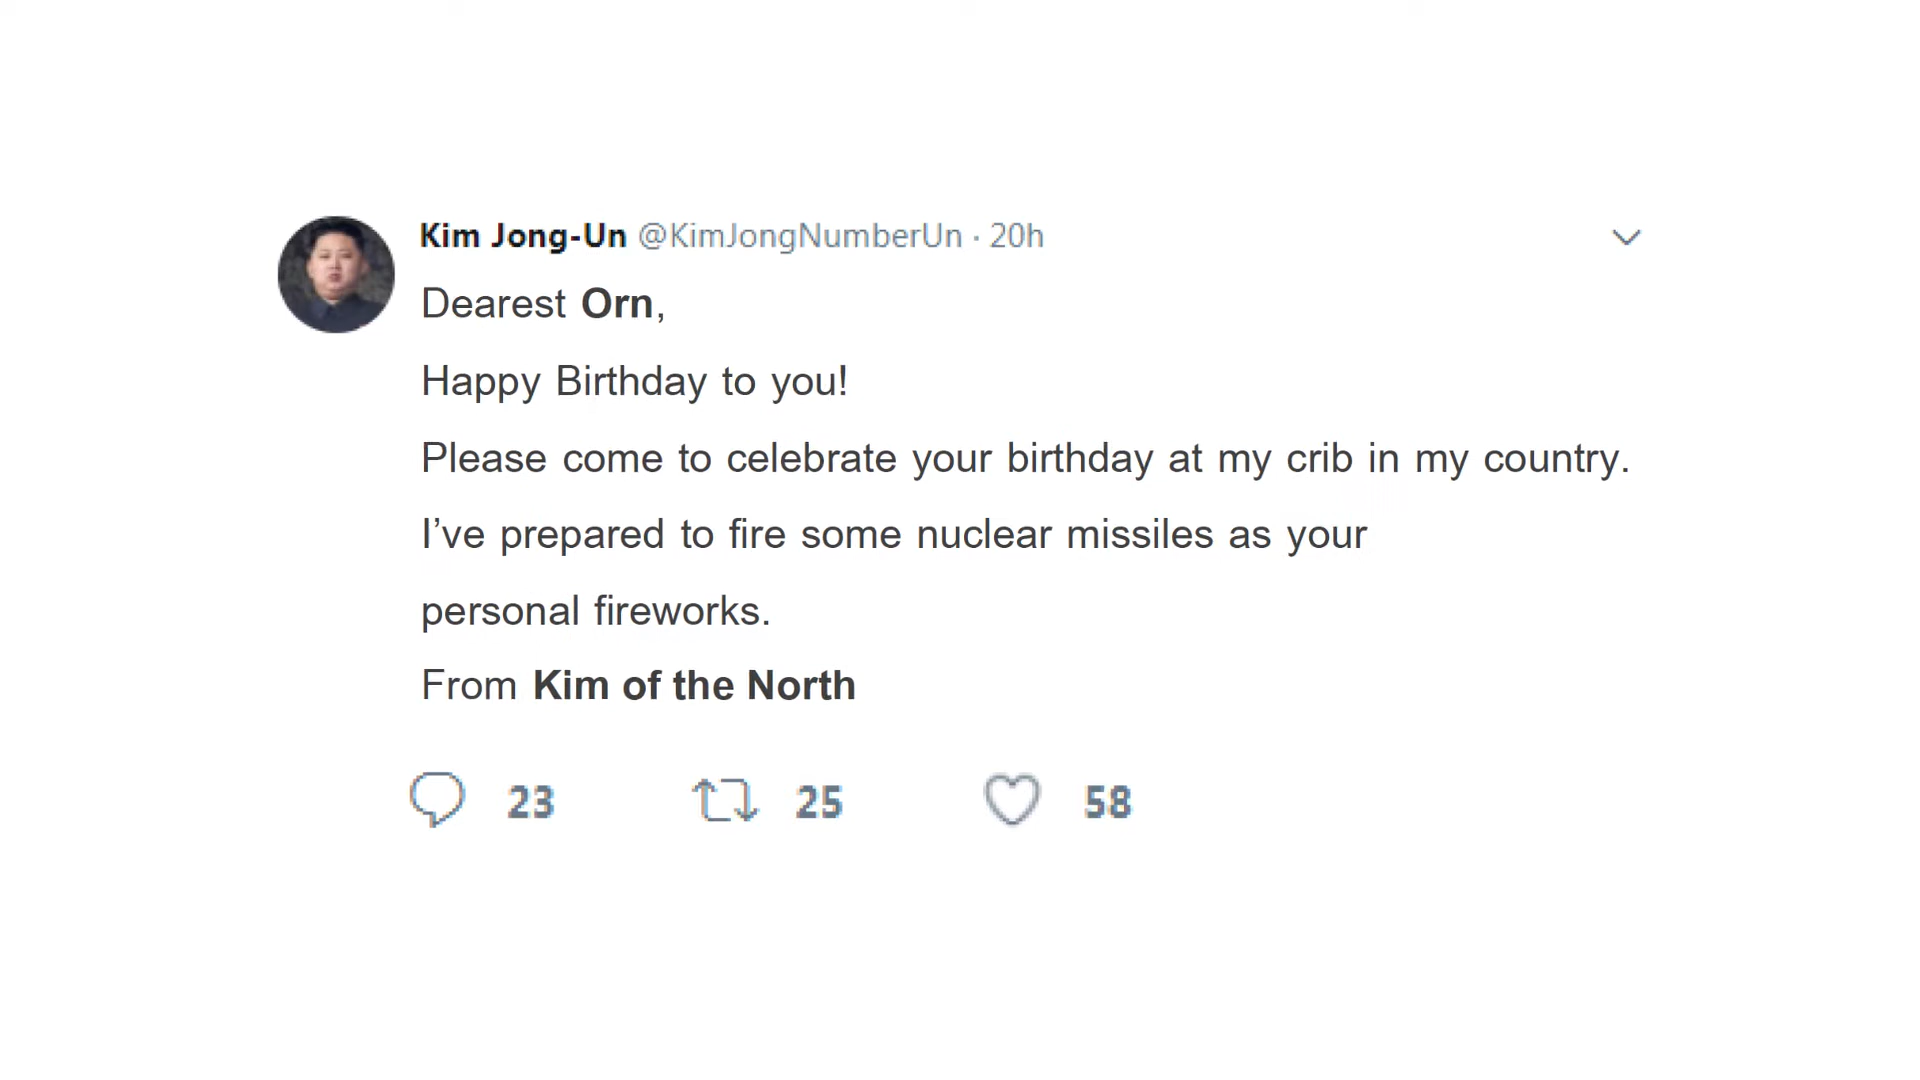 Kim Jong-Un @KimJongNumberUn · 20h
Dearest Orn,
Happy Birthday to you!
Please come to celebrate your birthday at my crib in my country.
I’ve prepared to fire some nuclear missiles as your
personal fireworks.
From Kim of the North
23 25 58